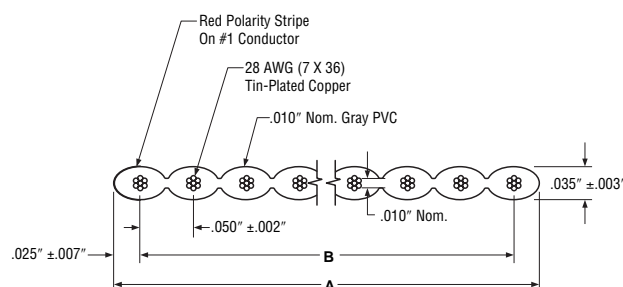 Red Polarity Stripe
On #1 Conductor
28 AWG (7 X 36)
Tin-Plated Copper
.010" Nom. Gray PVC
.035" ±.003"
.010" Nom.
.050" ±.002"
.025" ±.007"
B
A